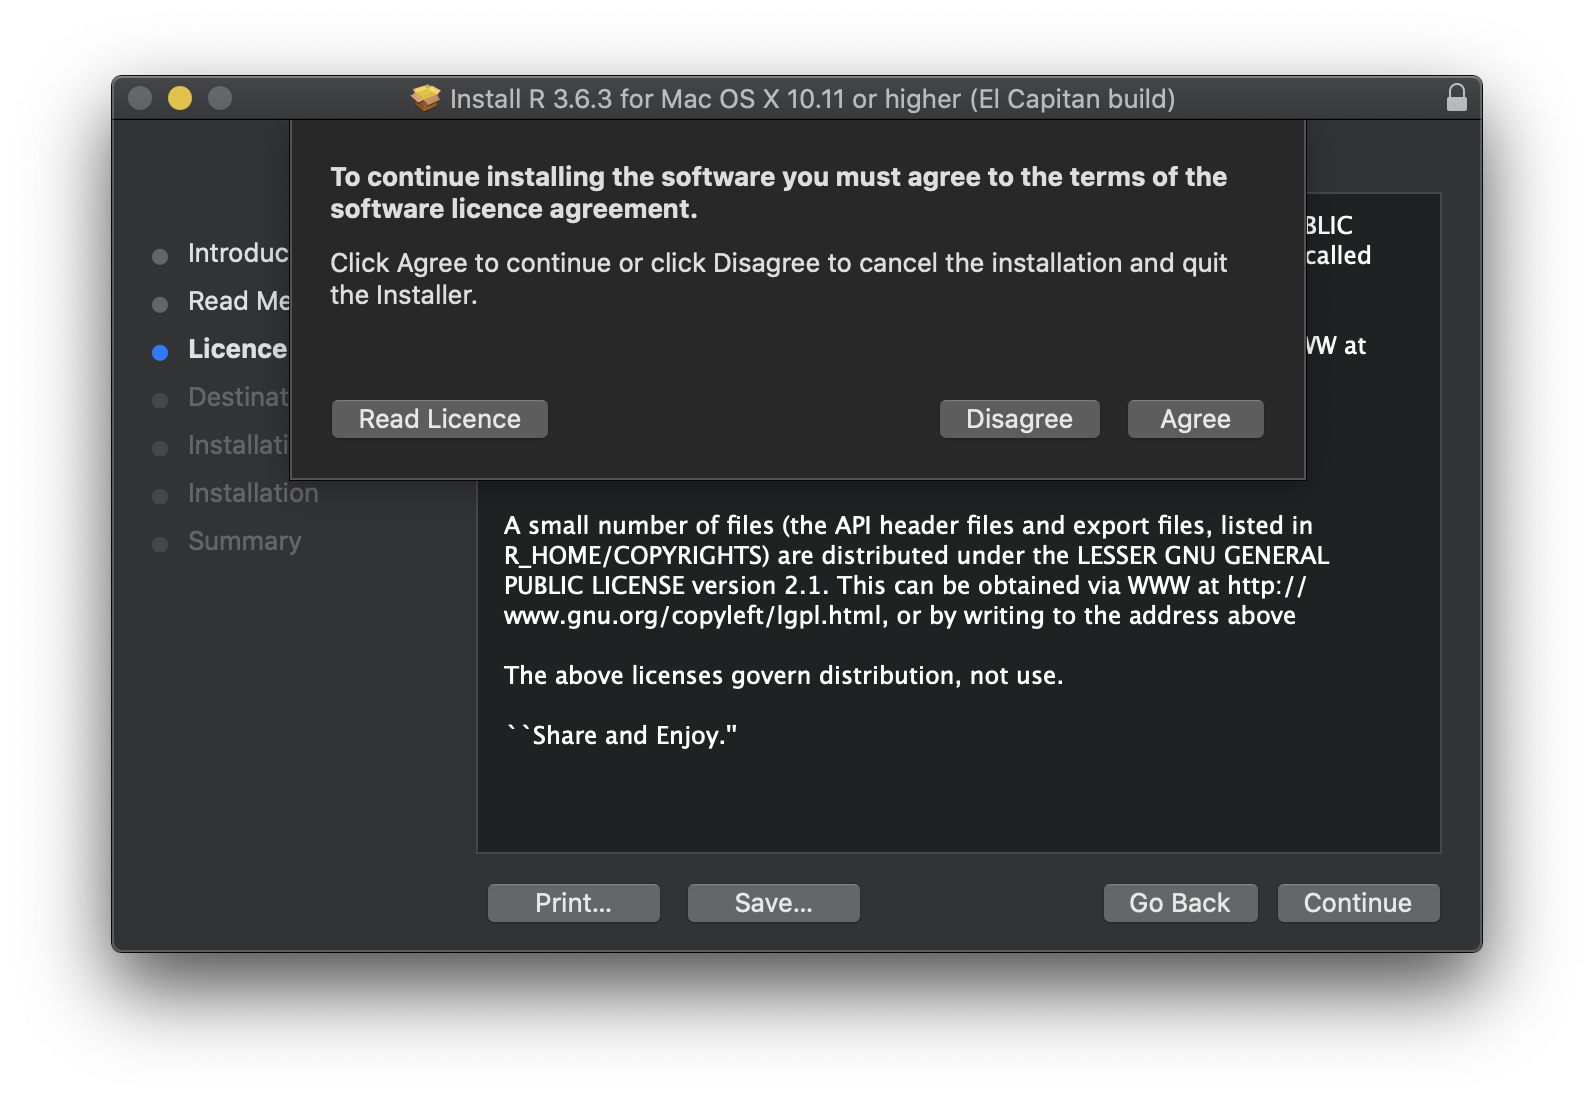 Install R 3.6.3 for Mac OS X 10.11 or higher (El Capitan build)
To continue installing the software you must agree to the terms of the
software licence agreement.
Click Agree to continue or click Disagree to cancel the installation and quit
the Installer.
Read Licence
Disagree
Agree
Introduc
Read Me
Licence
Destinat
Installati
Installation
Summary
BLIC
called
WW at
A small number of files (the API header files and export files, listed in
R_HOME/COPYRIGHTS) are distributed under the LESSER GNU GENERAL
PUBLIC LICENSE version 2.1. This can be obtained via WWW at http://
www.gnu.org/copyleft/lgpl.html, or by writing to the address above
The above licenses govern distribution, not use.
``Share and Enjoy."
Print...
Save...
Go Back
Continue